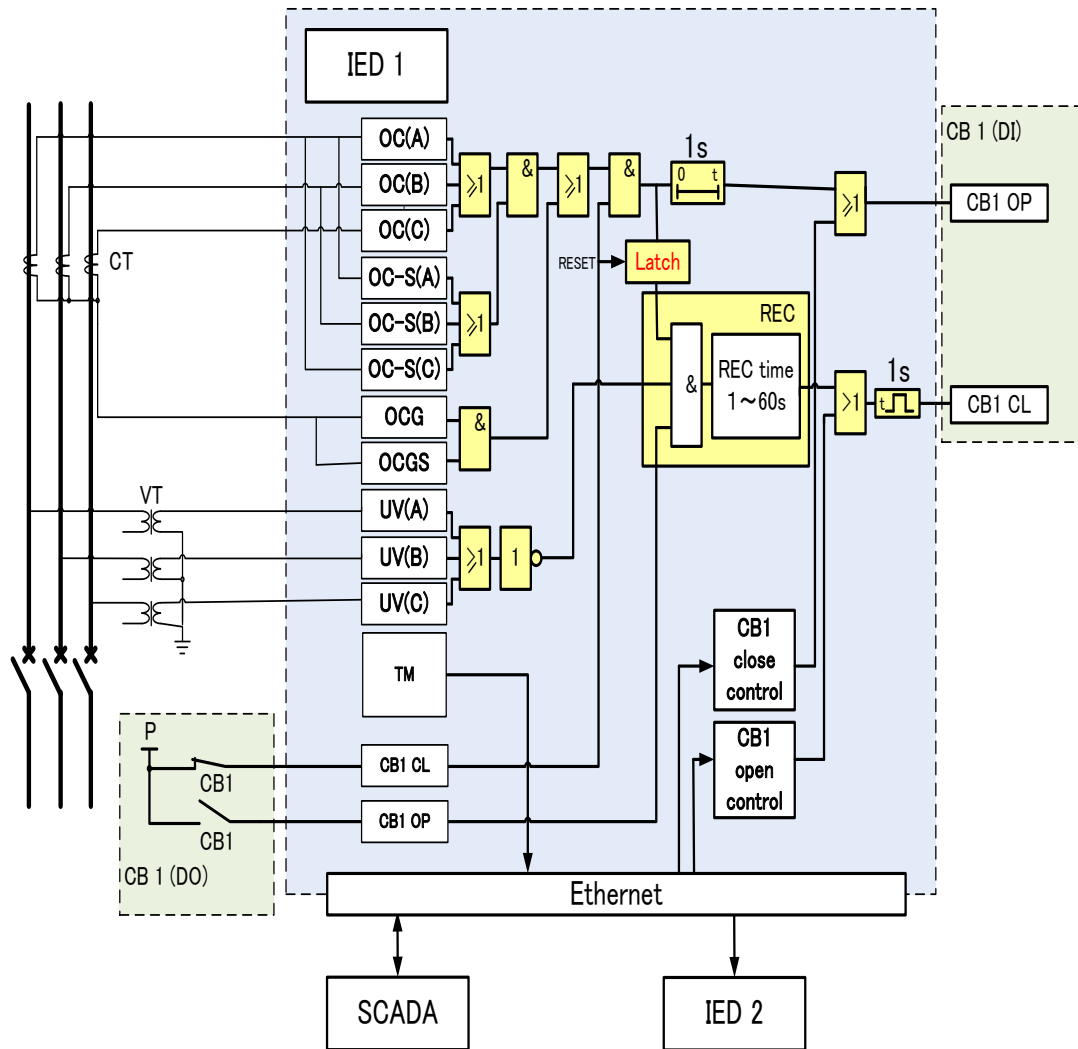 IED 1
CB 1 (DI)
OC(A)
&
&
1s
0 t
OC(B)
≥1
≥1
≥1
CB1 OP
OC(C)
CT
RESET
Latch
OC-S(A)
REC
OC-S(B)
≥1
OC-S(C)
&
REC time
1～60s
1s
>1
t
CB1 CL
OCG
&
OCGS
VT
UV(A)
UV(B)
≥1
1
UV(C)
CB1
close
control
TM
P
CB1
open
control
CB1 CL
CB1
CB1 OP
CB1
CB 1 (DO)
Ethernet
SCADA
IED 2